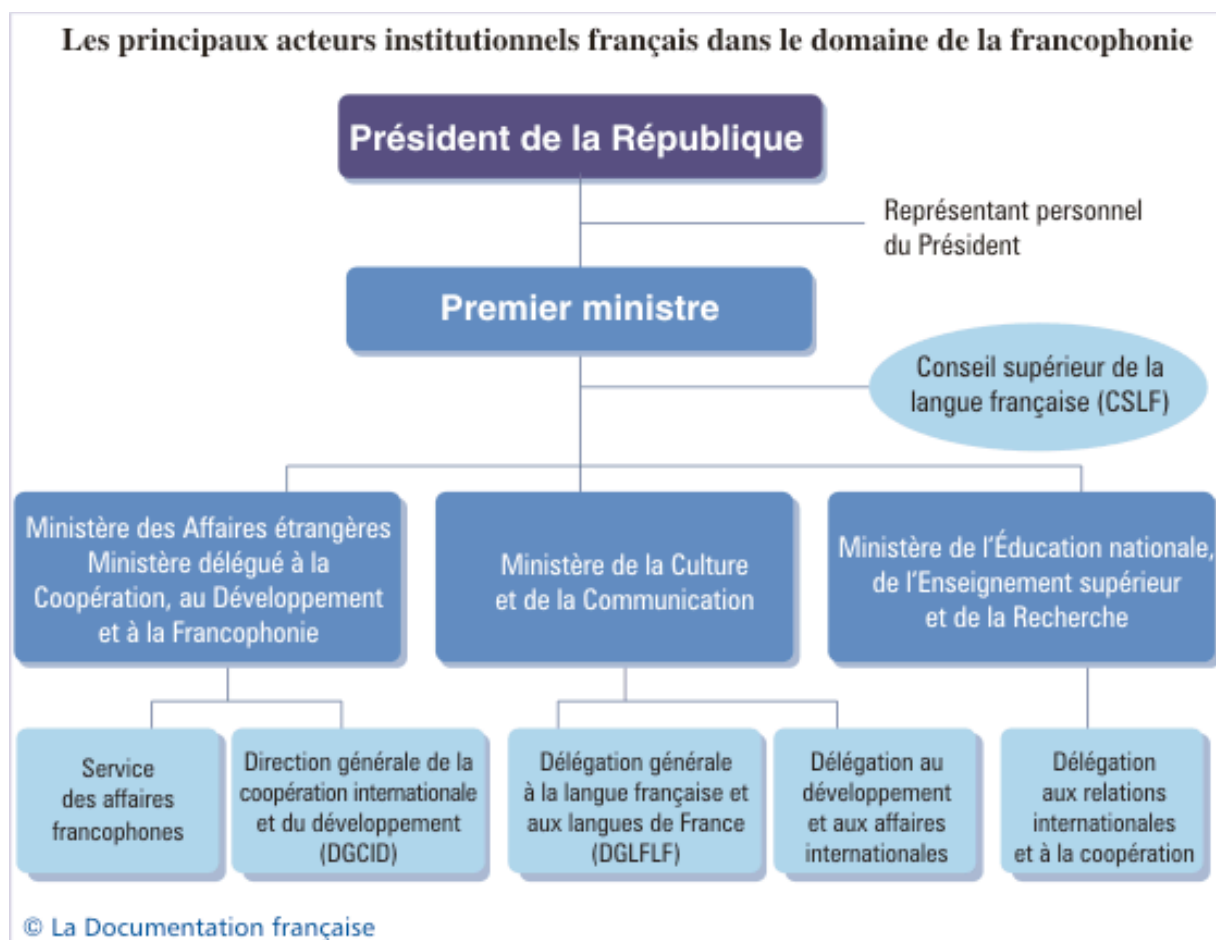 Les principaux acteurs institutionnels français dans le domaine de la francophonie
Président de la République
Représentant personnel
du Président
Premier ministre
Conseil supérieur de la
langue française (CSLF)
Ministère des Affaires étrangères
Ministère délégué à la
Coopération, au Développement
et à la Francophonie
Ministère de la Culture
et de la Communication
Ministère de l'Éducation nationale,
de l'Enseignement supérieur
et de la Recherche
Service
des affaires
francophones
Direction générale de la
coopération internationale
et du développement
(DGCID)
Délégation générale
à la langue française et
aux langues de France
(DGLFLF)
Délégation au
développement
et aux affaires
internationales
Délégation
aux relations
internationales
et à la coopération
© La Documentation française